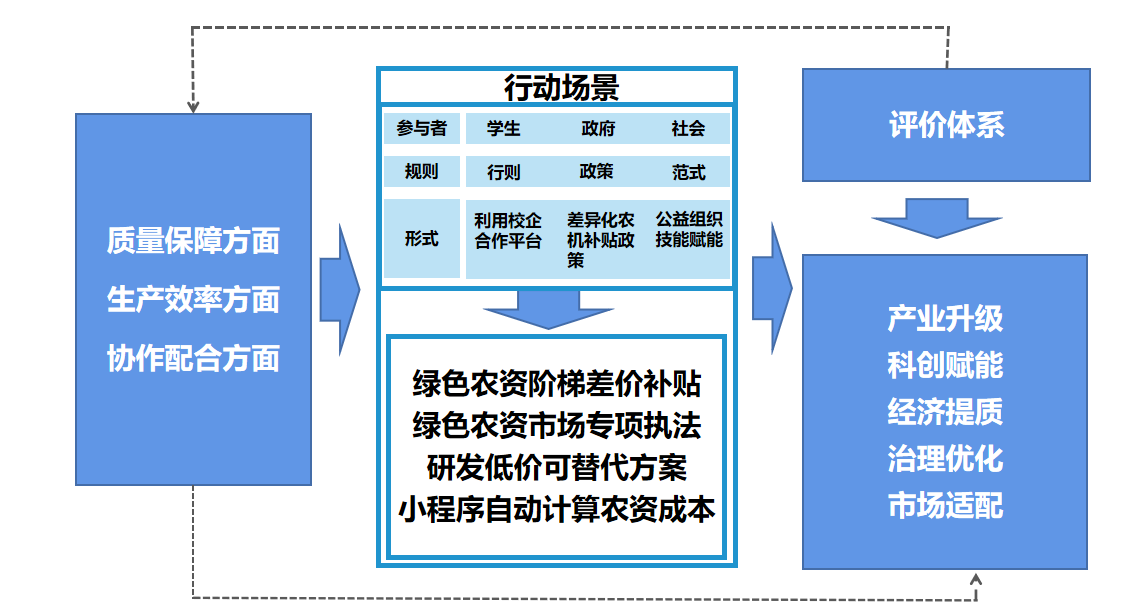 质量保障方面
生产效率方面
协作配合方面
行动场景
参与者 学生 政府 社会
规则 行则 政策 范式
形式
利用校企
合作平台
差异化农
机补贴政
策
公益组织
技能赋能
绿色农资阶梯差价补贴
绿色农资市场专项执法
研发低价可替代方案
小程序自动计算农资成本
评价体系
产业升级
科创赋能
经济提质
治理优化
市场适配